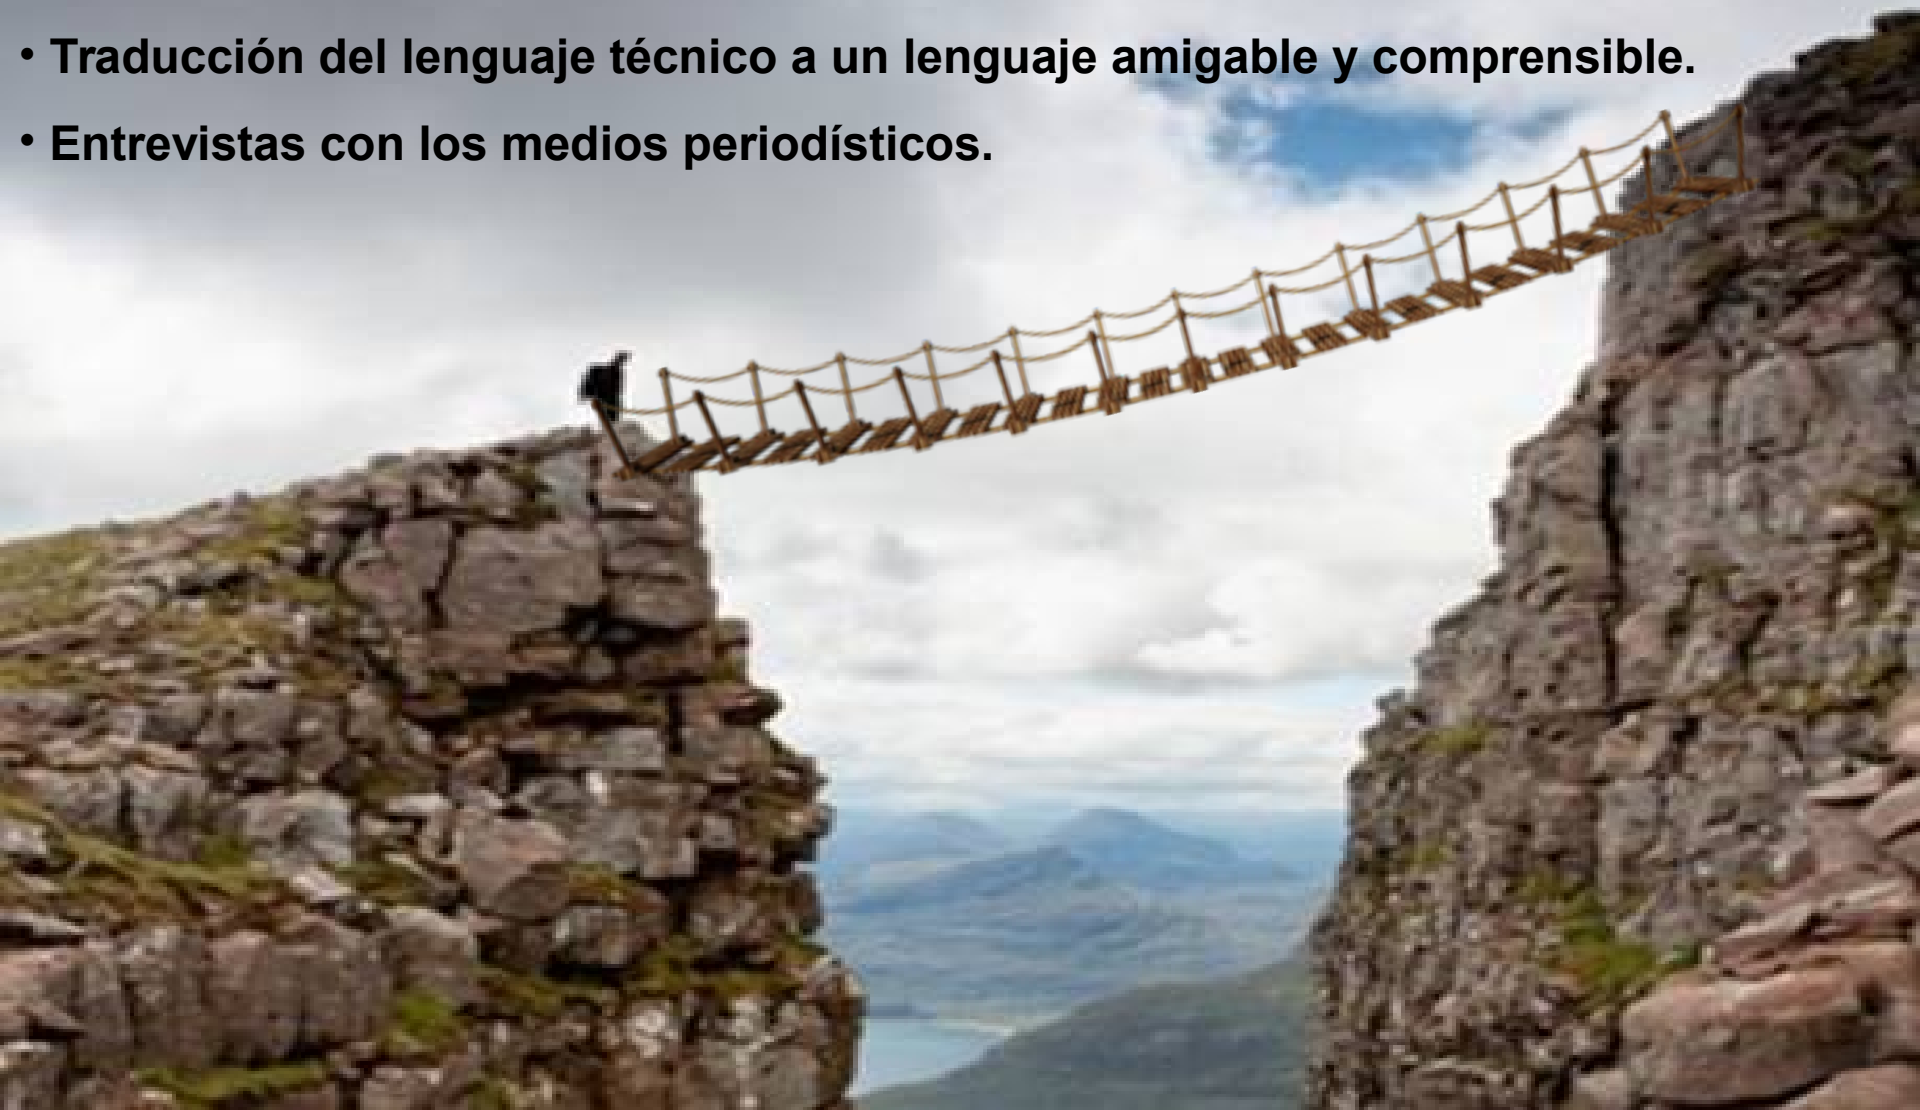 • Traducción del lenguaje técnico a un lenguaje amigable y comprensible.
• Entrevistas con los medios periodísticos.